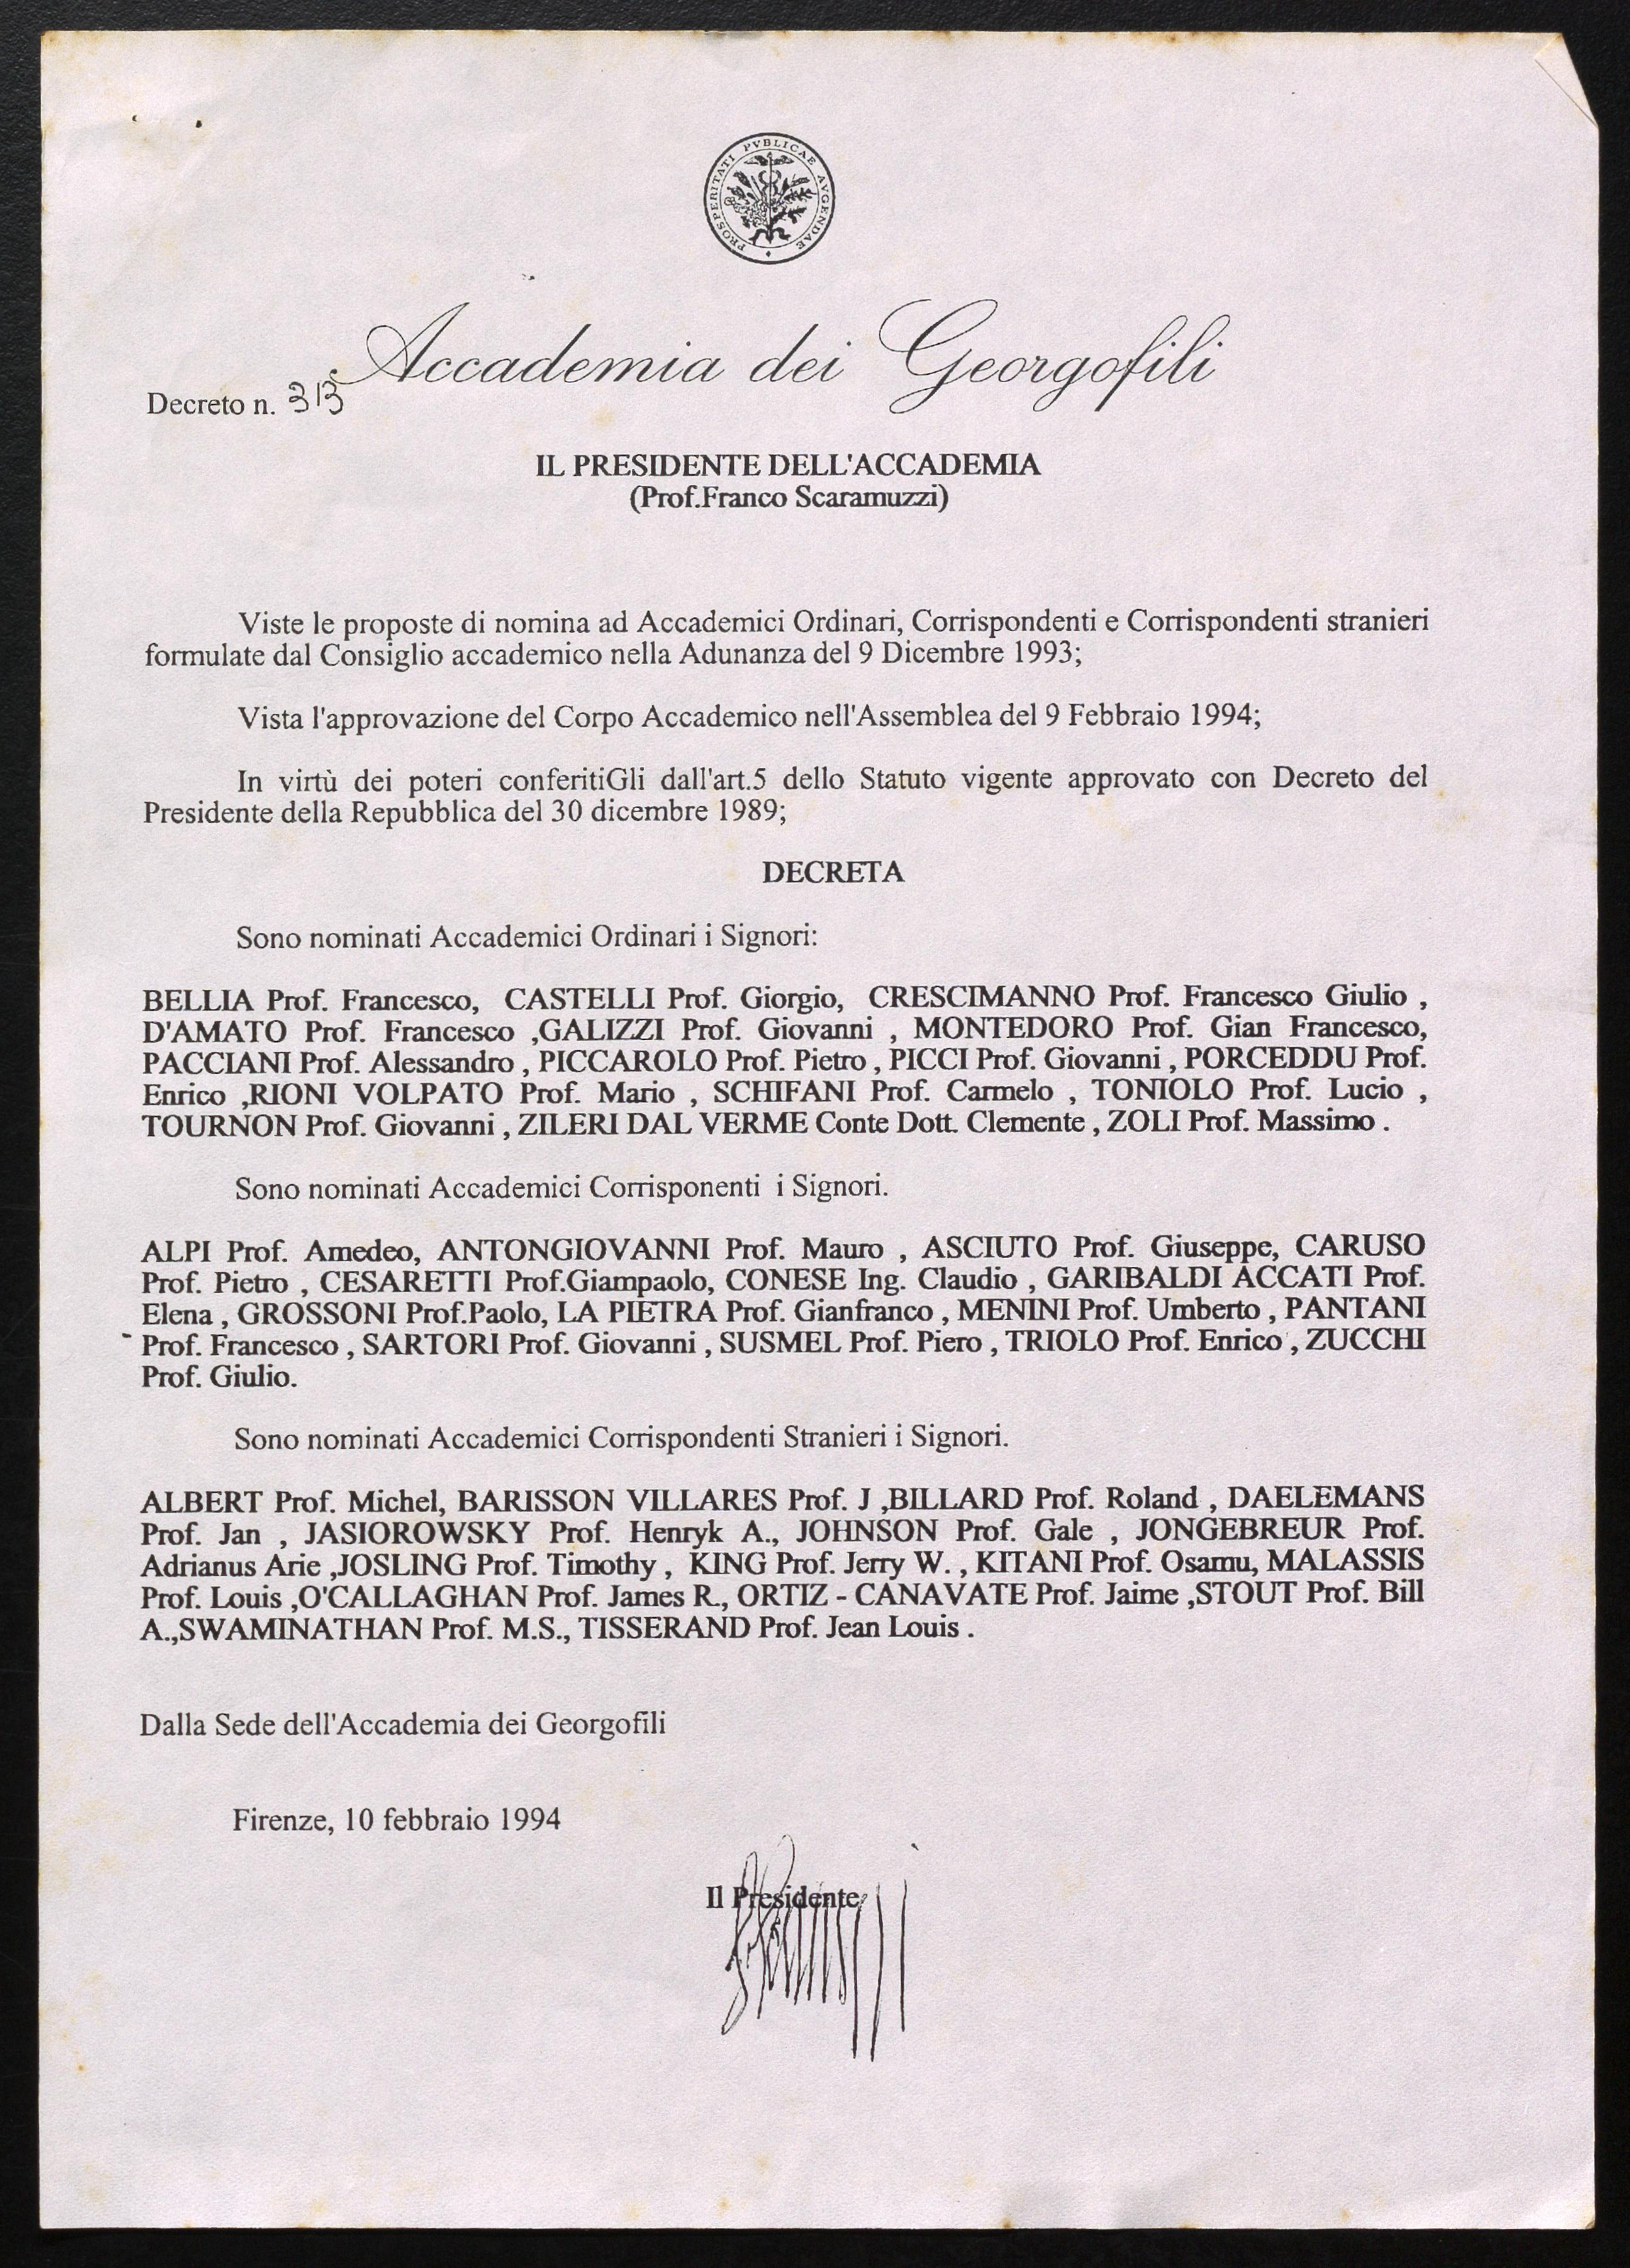 PROSPERITATI PVBLICAE AVGENDAE
Accademia dei Georgofili
Decreto n. 313
IL PRESIDENTE DELL'ACCADEMIA
(Prof.Franco Scaramuzzi)
Viste le proposte di nomina ad Accademici Ordinari, Corrispondenti e Corrispondenti stranieri
formulate dal Consiglio accademico nella Adunanza del 9 Dicembre 1993;
Vista l'approvazione del Corpo Accademico nell'Assemblea del 9 Febbraio 1994;
In virtù dei poteri conferitiGli dall'art.5 dello Statuto vigente approvato con Decreto del
Presidente della Repubblica del 30 dicembre 1989;
DECRETA
Sono nominati Accademici Ordinari i Signori:
BELLIA Prof. Francesco, CASTELLI Prof. Giorgio, CRESCIMANNO Prof. Francesco Giulio ,
D'AMATO Prof. Francesco ,GALIZZI Prof. Giovanni , MONTEDORO Prof. Gian Francesco,
PACCIANI Prof. Alessandro , PICCAROLO Prof. Pietro , PICCI Prof. Giovanni , PORCEDDU Prof.
Enrico ,RIONI VOLPATO Prof. Mario , SCHIFANI Prof. Carmelo , TONIOLO Prof. Lucio ,
TOURNON Prof. Giovanni , ZILERI DAL VERME Conte Dott. Clemente , ZOLI Prof. Massimo .
Sono nominati Accademici Corrisponenti i Signori.
ALPI Prof. Amedeo, ANTONGIOVANNI Prof. Mauro , ASCIUTO Prof. Giuseppe, CARUSO
Prof. Pietro , CESARETTI Prof.Giampaolo, CONESE Ing. Claudio , GARIBALDI ACCATI Prof.
Elena , GROSSONI Prof.Paolo, LA PIETRA Prof. Gianfranco , MENINI Prof. Umberto , PANTANI
Prof. Francesco , SARTORI Prof. Giovanni , SUSMEL Prof. Piero , TRIOLO Prof. Enrico , ZUCCHI
Prof. Giulio.
Sono nominati Accademici Corrispondenti Stranieri i Signori.
ALBERT Prof. Michel, BARISSON VILLARES Prof. J ,BILLARD Prof. Roland , DAELEMANS
Prof. Jan , JASIOROWSKY Prof. Henryk A., JOHNSON Prof. Gale , JONGEBREUR Prof.
Adrianus Arie ,JOSLING Prof. Timothy , KING Prof. Jerry W. , KITANI Prof. Osamu, MALASSIS
Prof. Louis ,O'CALLAGHAN Prof. James R., ORTIZ - CANAVATE Prof. Jaime ,STOUT Prof. Bill
A.,SWAMINATHAN Prof. M.S., TISSERAND Prof. Jean Louis .
Dalla Sede dell'Accademia dei Georgofili
Firenze, 10 febbraio 1994
Il Presidente